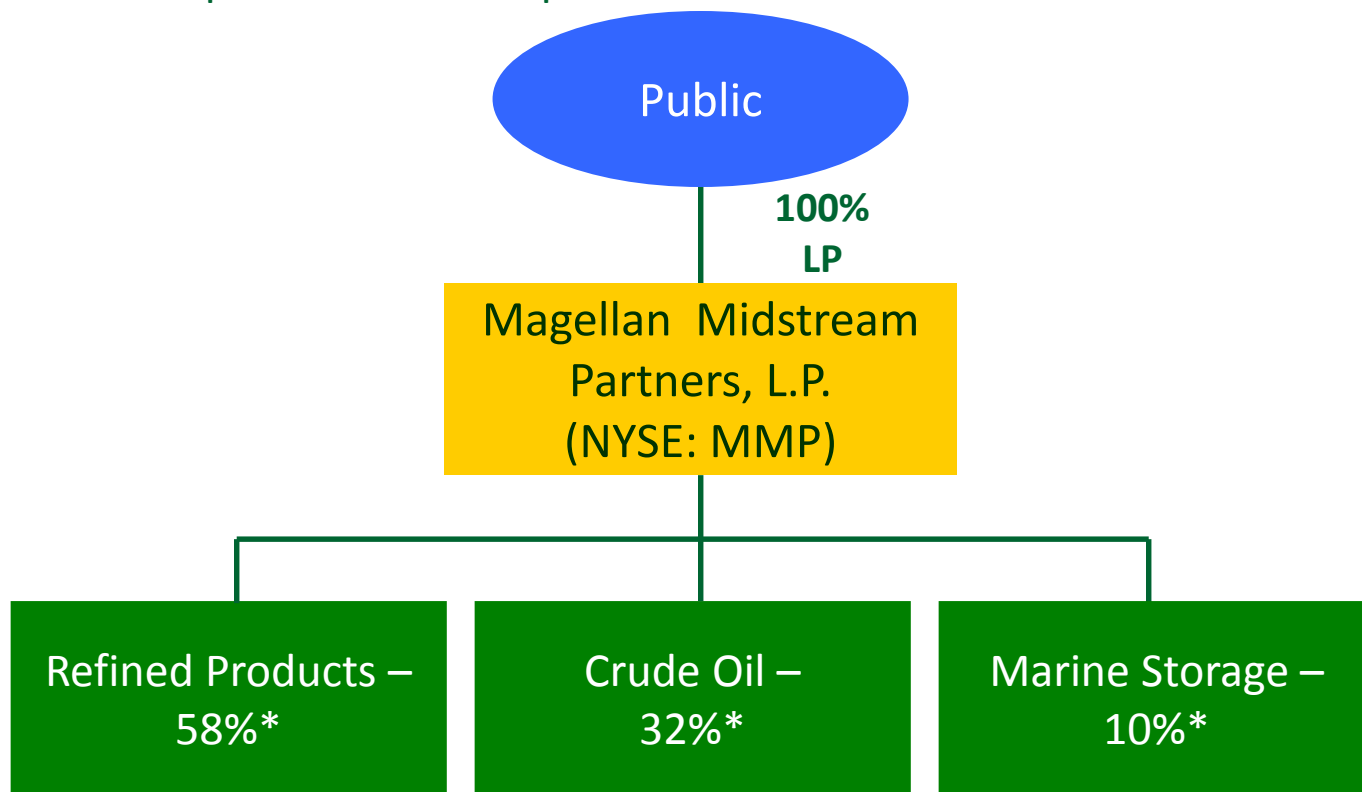 Public
100%
LP
Magellan  Midstream
Partners, L.P.
(NYSE: MMP)
Refined Products –
58%*
Crude Oil –
32%*
Marine Storage –
10%*